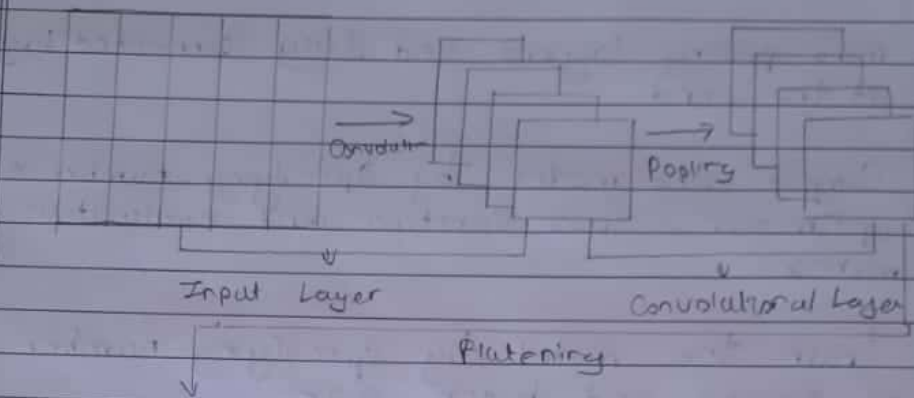 Convolution
Pooling
Input Layer
Convolutional Layer
Flatening